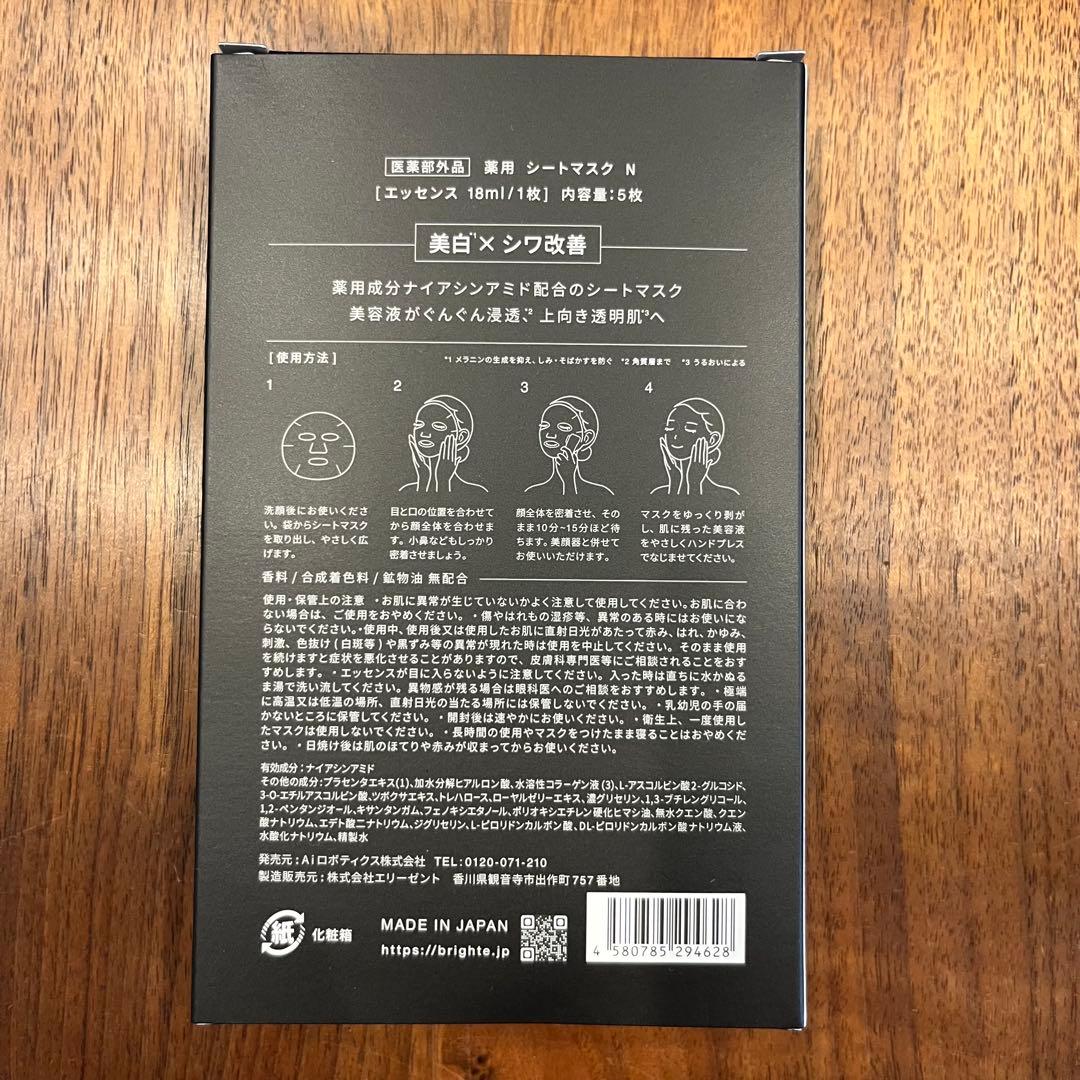 医薬部外品 薬用 シートマスク N
[エッセンス 18ml/1枚] 内容量:5枚
美白*1× シワ改善
薬用成分ナイアシンアミド配合のシートマスク
美容液がぐんぐん浸透、*2 上向き透明肌*3へ
[使用方法]
*1 メラニンの生成を抑え、しみ・そばかすを防ぐ *2 角質層まで *3 うるおいによる
1
洗顔後にお使いくださ
い。袋からシートマスク
を取り出し、やさしく広
げます。
2
目と口の位置を合わせて
から顔全体を合わせま
す。小鼻などもしっかり
密着させましょう。
3
顔全体を密着させ、その
まま10分~15分ほど待
ちます。美顔器と併せて
お使いいただけます。
4
マスクをゆっくり剥が
し、肌に残った美容液
をやさしくハンドプレス
でなじませてください。
香料/合成着色料/鉱物油 無配合
使用・保管上の注意 ・お肌に異常が生じていないかよく注意して使用してください。お肌に合わ
ない場合は、ご使用をおやめください。・傷やはれもの湿疹等、異常のある時にはお使いにな
らないでください。・使用中、使用後又は使用したお肌に直射日光があたって赤み、はれ、かゆみ、
刺激、色抜け(白斑等)や黒ずみ等の異常が現れた時は使用を中止してください。そのまま使用
を続けますと症状を悪化させることがありますので、皮膚科専門医等にご相談されることをおす
すめします。・エッセンスが目に入らないように注意してください。入った時は直ちに水かぬる
ま湯で洗い流してください。異物感が残る場合は眼科医へのご相談をおすすめします。・極端
に高温又は低温の場所、直射日光の当たる場所には保管しないでください。・乳幼児の手の届
かないところに保管してください。・開封後は速やかにお使いください。・衛生上、一度使用し
たマスクは使用しないでください。・長時間の使用やマスクをつけたまま寝ることはおやめくだ
さい。・日焼け後は肌のほてりや赤みが収まってからお使いください。
有効成分:ナイアシンアミド
その他の成分:プラセンタエキス(1)、加水分解ヒアルロン酸、水溶性コラーゲン液(3)、L-アスコルビン酸2-グルコシド、
3-O-エチルアスコルビン酸、ツボクサエキス、トレハロース、ローヤルゼリーエキス、濃グリセリン、1,3-ブチレングリコール、
1,2-ペンタンジオール、キサンタンガム、フェノキシエタノール、ポリオキシエチレン硬化ヒマシ油、無水クエン酸、クエン
酸ナトリウム、エデト酸二ナトリウム、ジグリセリン、L-ピロリドンカルボン酸、DL-ピロリドンカルボン酸ナトリウム液、
水酸化ナトリウム、精製水
発売元:Aiロボティクス株式会社 TEL:0120-071-210
製造販売元:株式会社エリーゼント 香川県観音寺市出作町757番地
紙 化粧箱
MADE IN JAPAN
https://brighte.jp
4 580785 294628